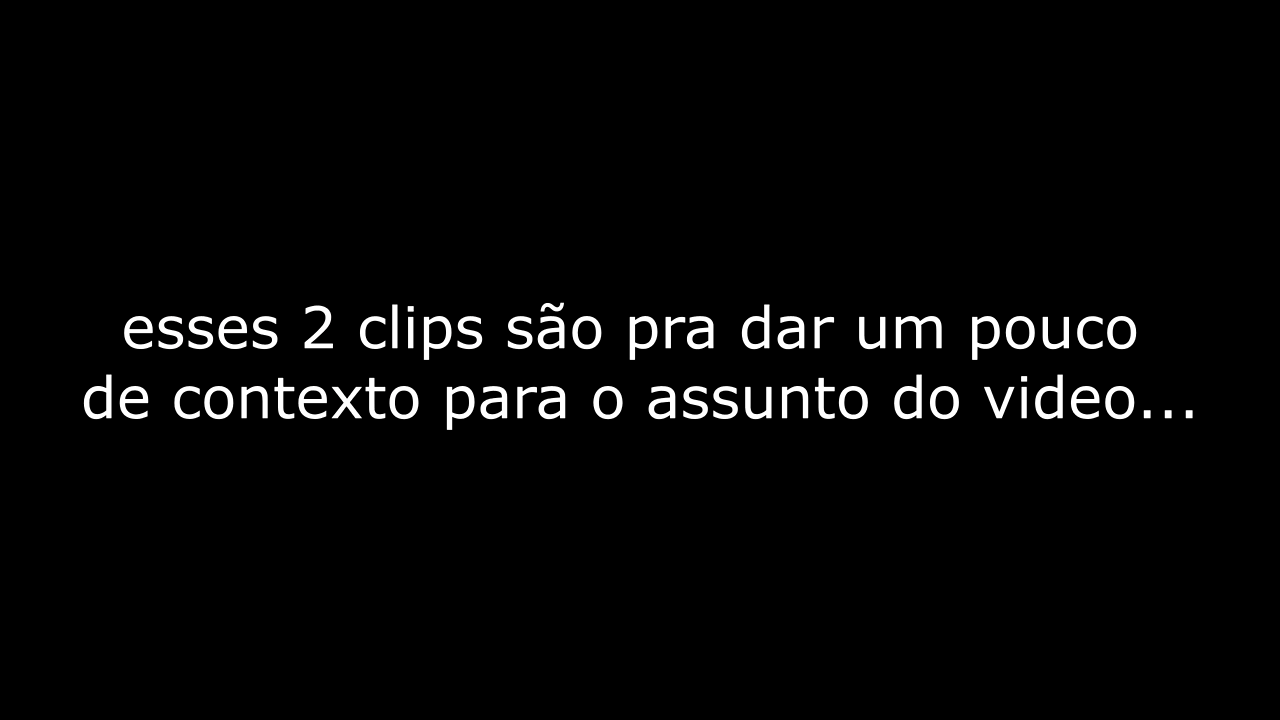 esses 2 clips são pra dar um pouco
de contexto para o assunto do video...